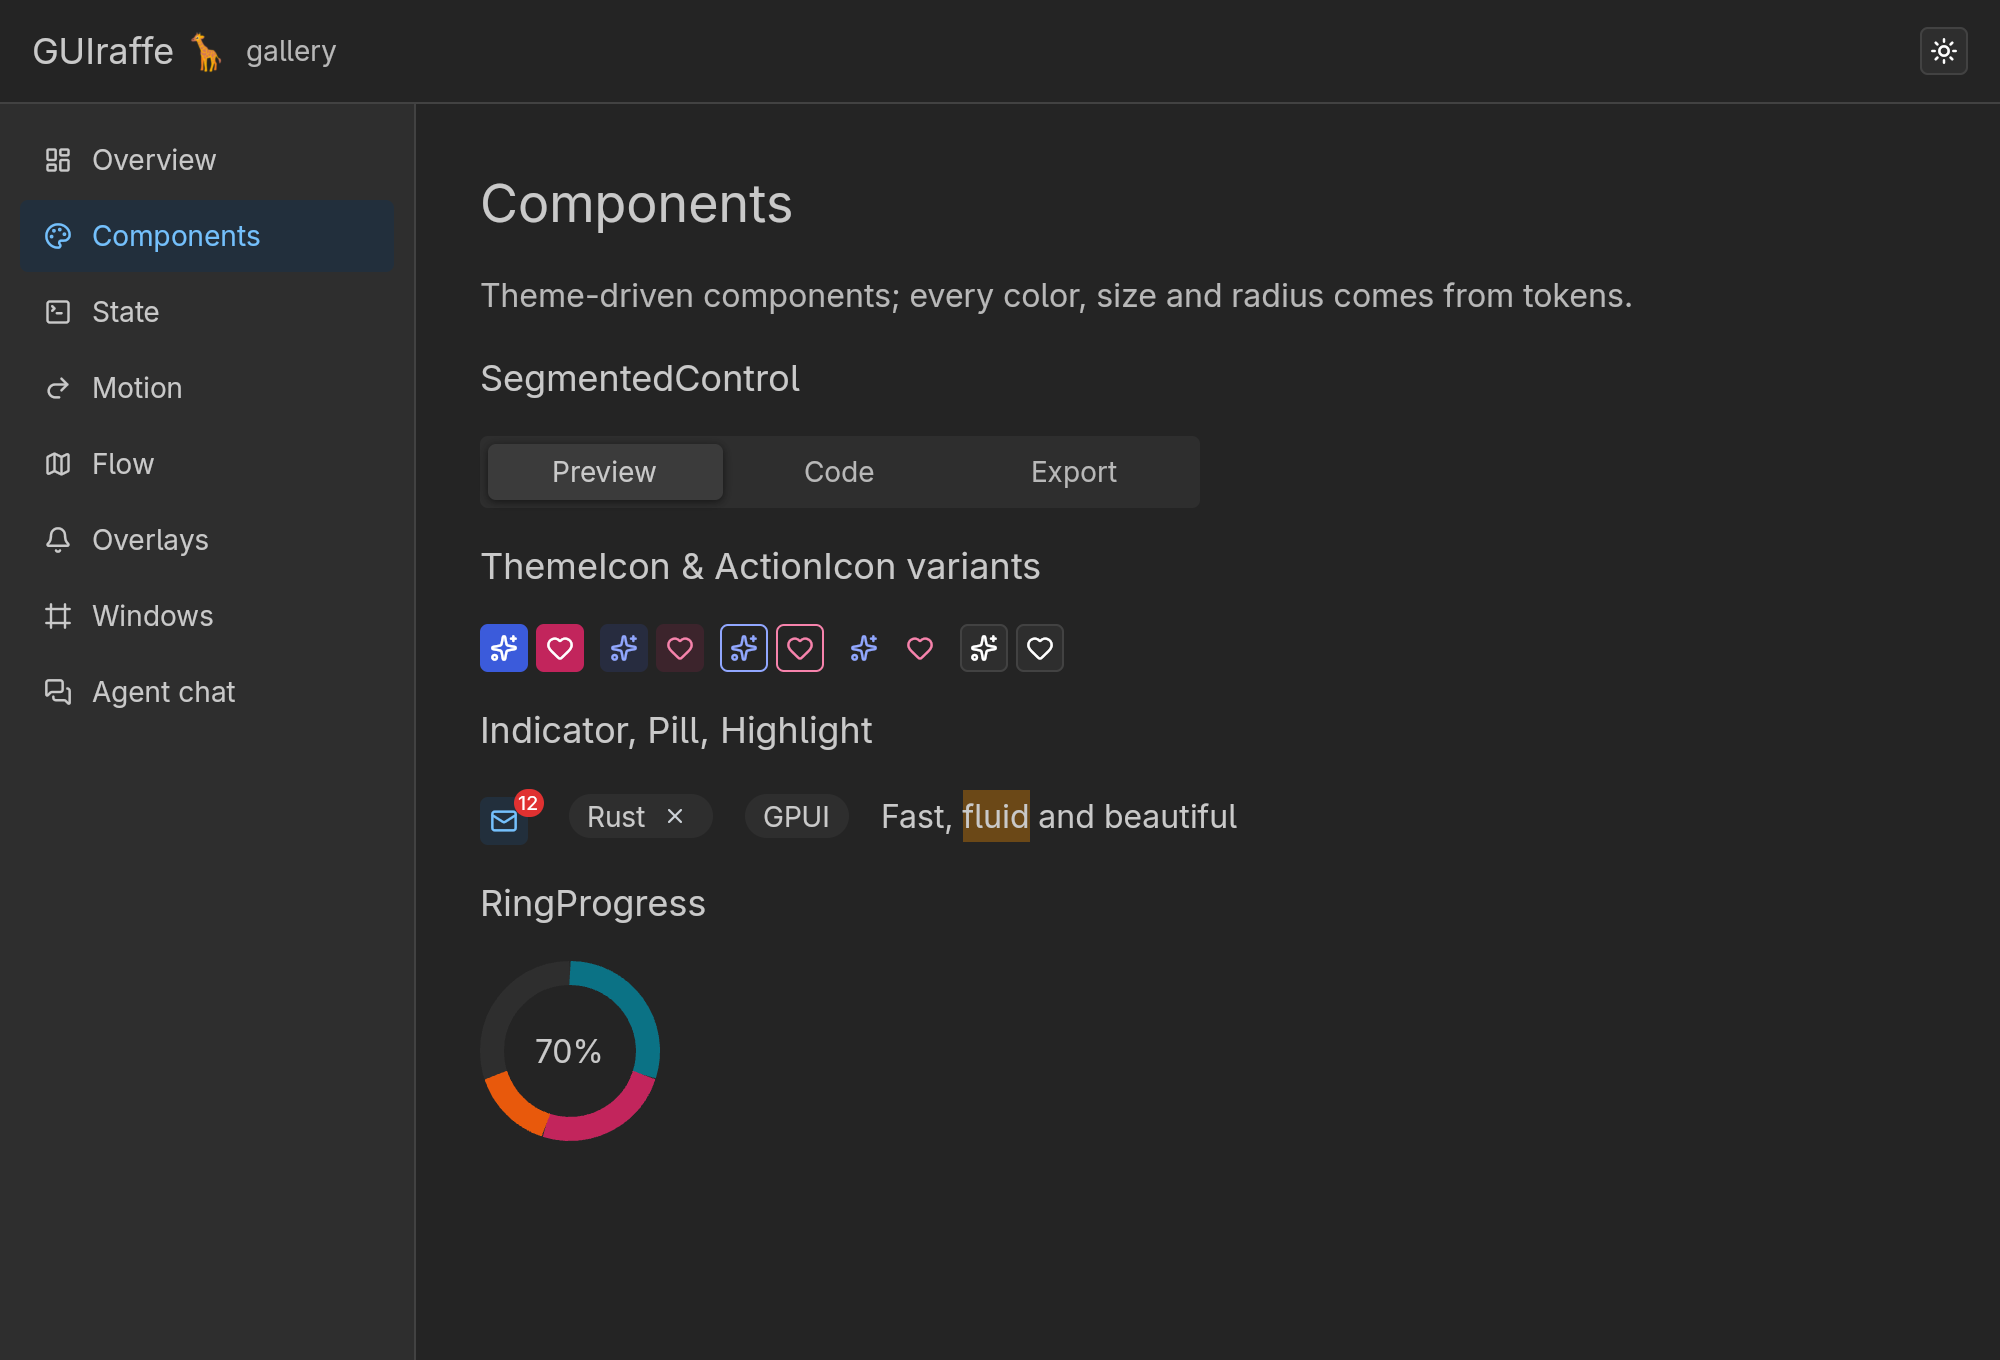 GUIraffe 🦒 gallery
Overview
Components
State
Motion
Flow
Overlays
Windows
Agent chat
Components
Theme-driven components; every color, size and radius comes from tokens.
SegmentedControl
Preview Code Export
ThemeIcon & ActionIcon variants
Indicator, Pill, Highlight
12 Rust GPUI Fast, fluid and beautiful
RingProgress
70%